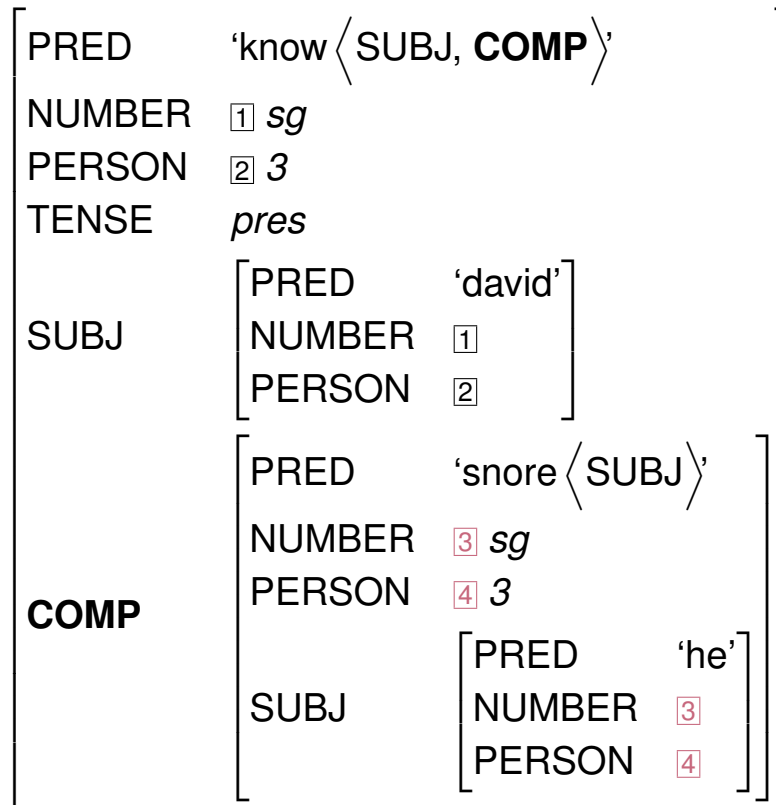 PRED ‘know⟨SUBJ, COMP⟩’
NUMBER 1 sg
PERSON 2 3
TENSE pres
SUBJ PRED ‘david’
NUMBER 1
PERSON 2
COMP PRED ‘snore⟨SUBJ⟩’
NUMBER 3 sg
PERSON 4 3
SUBJ PRED ‘he’
NUMBER 3
PERSON 4